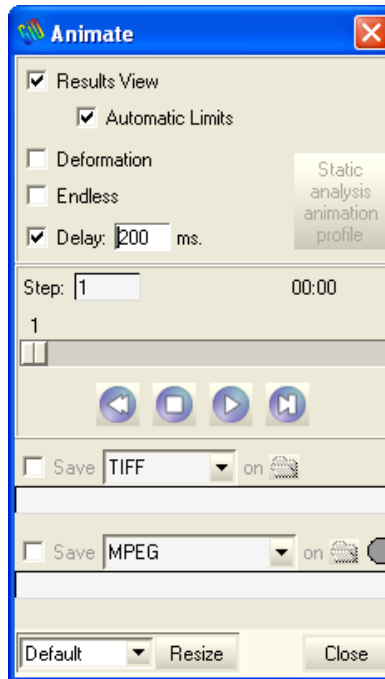 Animate
Results View
Automatic Limits
Deformation
Endless
Static
analysis
animation
profile
Delay: 200 ms.
Step: 1 00:00
1
Save TIFF on
Save MPEG on
Default Resize Close